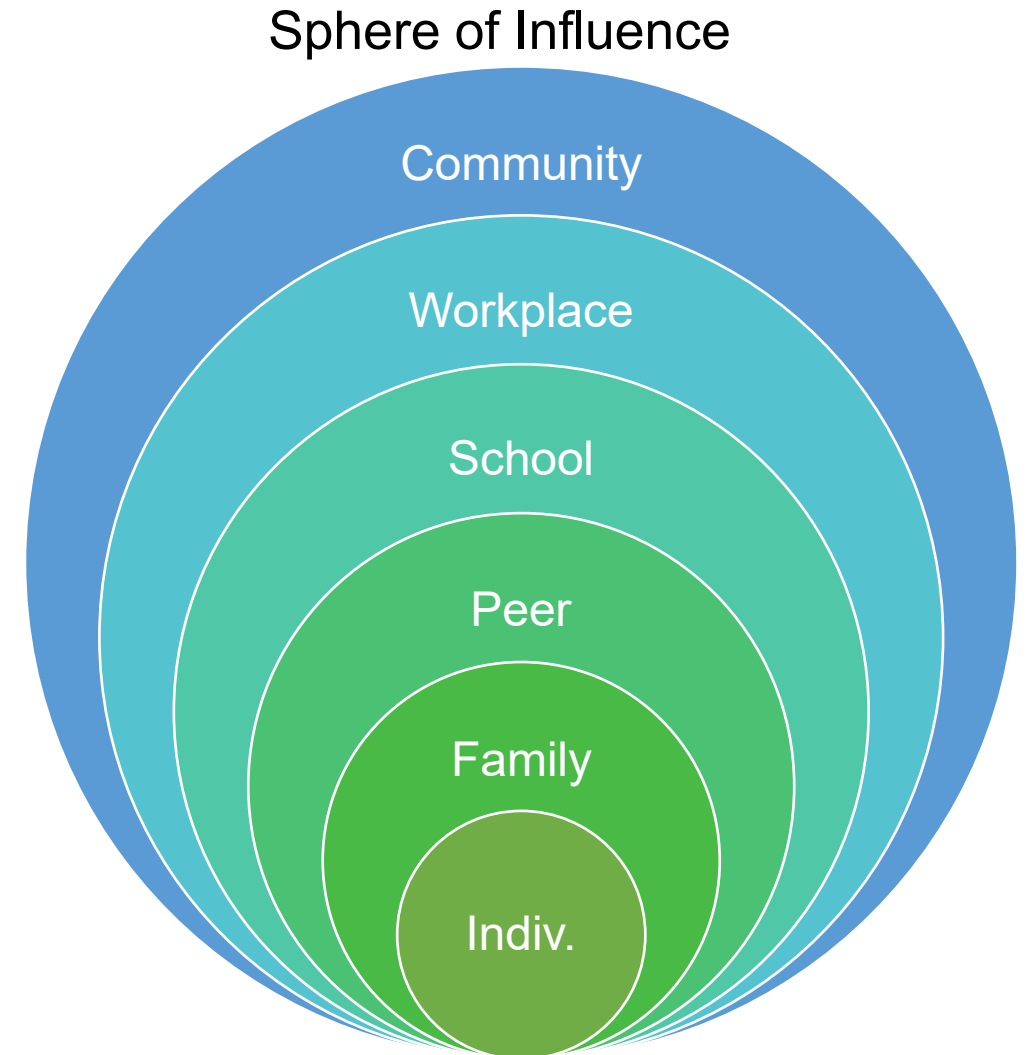 Sphere of Influence
Community
Workplace
School
Peer
Family
Indiv.